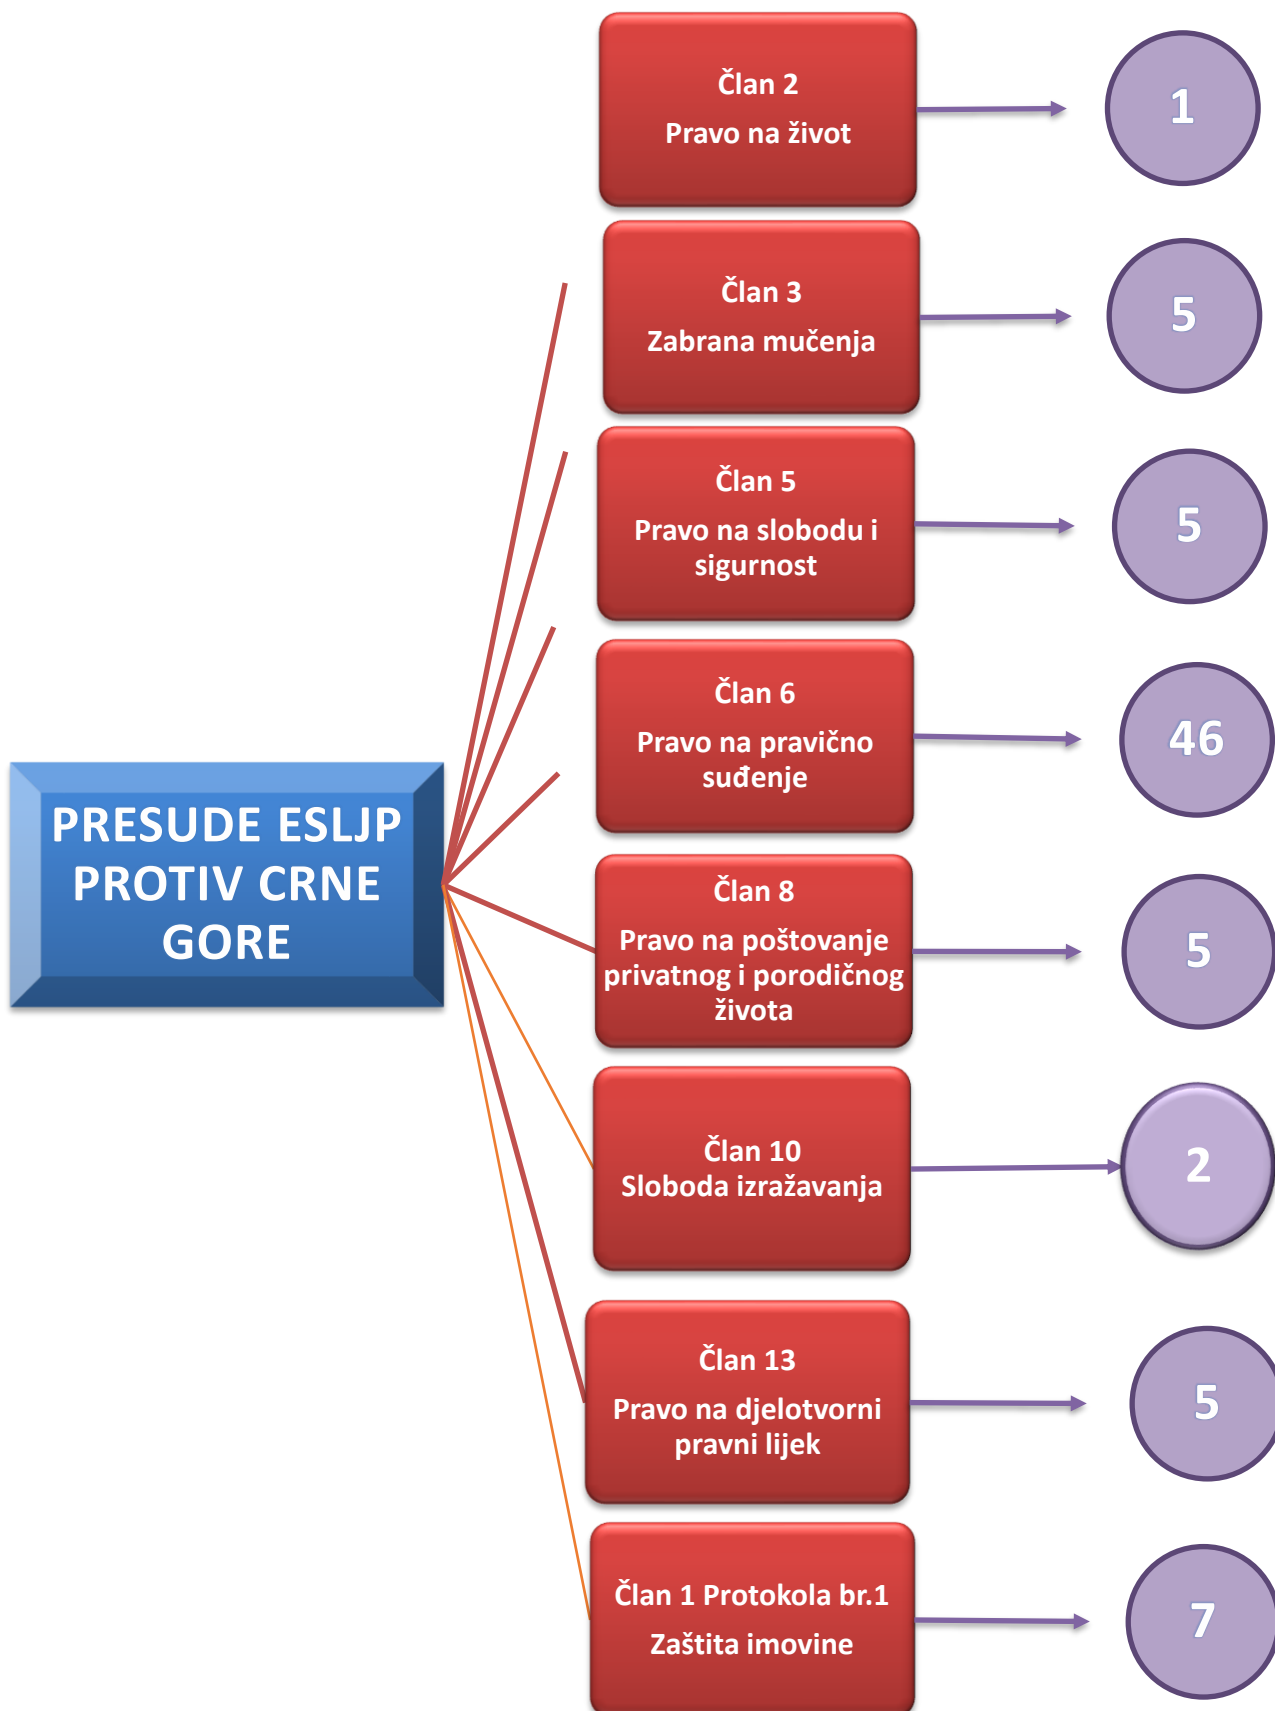 PRESUDE ESLJP
PROTIV CRNE
GORE
Član 2
Pravo na život
1
Član 3
Zabrana mučenja
5
Član 5
Pravo na slobodu i
sigurnost
5
Član 6
Pravo na pravično
suđenje
46
Član 8
Pravo na poštovanje
privatnog i porodičnog
života
5
Član 10
Sloboda izražavanja
2
Član 13
Pravo na djelotvorni
pravni lijek
5
Član 1 Protokola br.1
Zaštita imovine
7